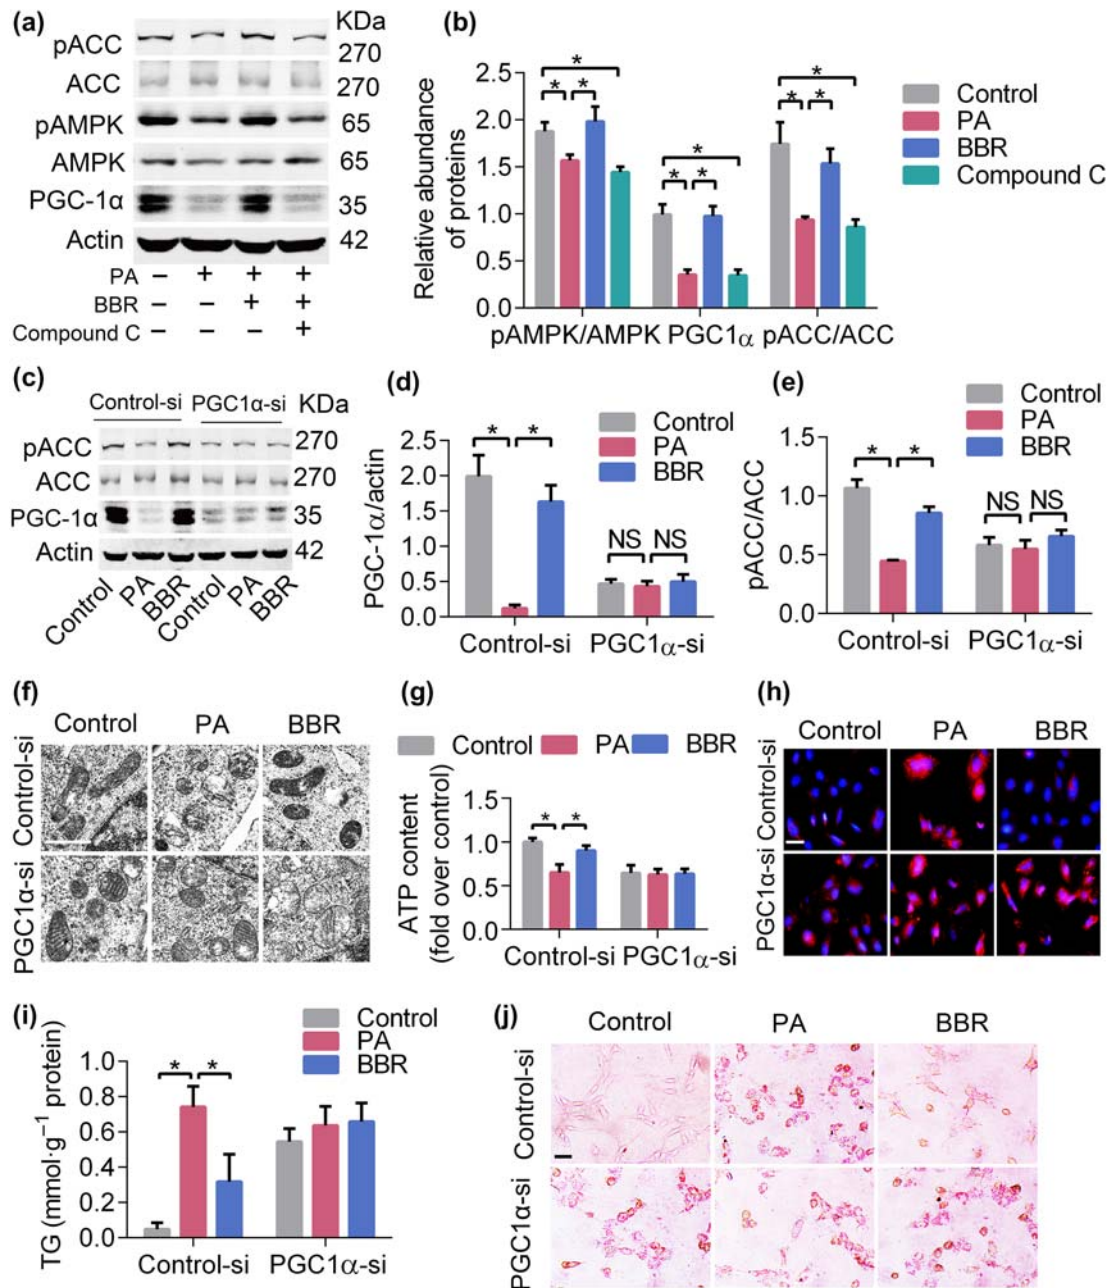 (a)
KDa
pACC
270
ACC
270
pAMPK
65
AMPK
65
PGC-1α
35
Actin
42
PA − + + +
BBR − − + +
Compound C − − − +
(b)
Relative abundance
of proteins
2.5
2.0
1.5
1.0
0.5
0.0
* * * * * * * * *
pAMPK/AMPK PGC1α pACC/ACC
Control
PA
BBR
Compound C
(c)
Control-si PGC1α-si KDa
pACC 270
ACC 270
PGC-1α 35
Actin 42
Control PA BBR Control PA BBR
(d)
PGC-1α/actin
2.5
2.0
1.5
1.0
0.5
0.0
* *
NS NS
Control-si PGC1α-si
Control
PA
BBR
(e)
pACC/ACC
1.5
1.0
0.5
0.0
* *
NS NS
Control-si PGC1α-si
Control
PA
BBR
(f)
Control PA BBR
Control-si
PGC1α-si
(g)
Control PA BBR
ATP content
(fold over control)
1.5
1.0
0.5
0.0
* *
Control-si PGC1α-si
(h)
Control PA BBR
Control-si
PGC1α-si
(i)
Control
PA
BBR
TG (mmol·g⁻¹ protein)
1.0
0.8
0.6
0.4
0.2
0.0
* *
Control-si PGC1α-si
(j)
Control PA BBR
Control-si
PGC1α-si